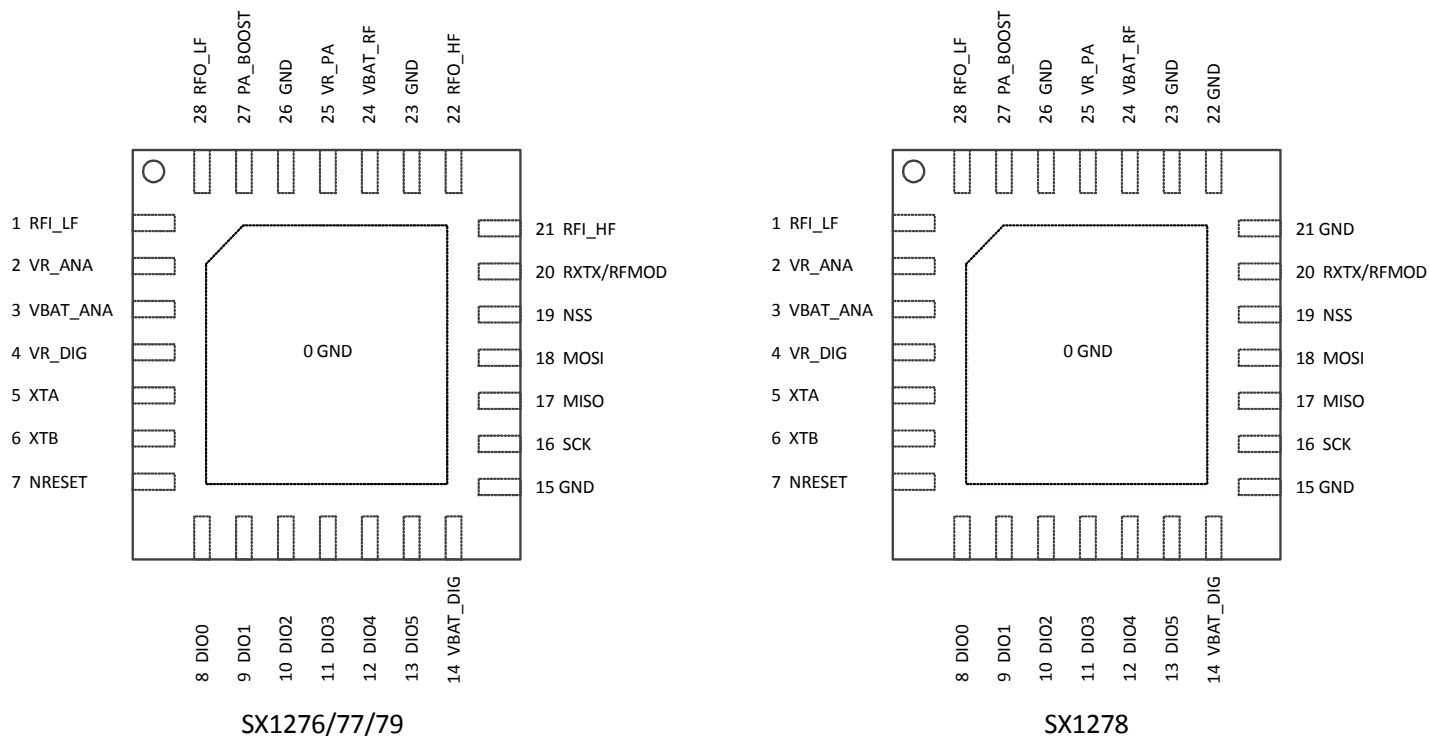 28 RFO_LF
27 PA_BOOST
26 GND
25 VR_PA
24 VBAT_RF
23 GND
22 RFO_HF
1 RFI_LF
2 VR_ANA
3 VBAT_ANA
4 VR_DIG
5 XTA
6 XTB
7 NRESET
0 GND
21 RFI_HF
20 RXTX/RFMOD
19 NSS
18 MOSI
17 MISO
16 SCK
15 GND
8 DIO0
9 DIO1
10 DIO2
11 DIO3
12 DIO4
13 DIO5
14 VBAT_DIG
SX1276/77/79
28 RFO_LF
27 PA_BOOST
26 GND
25 VR_PA
24 VBAT_RF
23 GND
22 GND
1 RFI_LF
2 VR_ANA
3 VBAT_ANA
4 VR_DIG
5 XTA
6 XTB
7 NRESET
0 GND
21 GND
20 RXTX/RFMOD
19 NSS
18 MOSI
17 MISO
16 SCK
15 GND
8 DIO0
9 DIO1
10 DIO2
11 DIO3
12 DIO4
13 DIO5
14 VBAT_DIG
SX1278